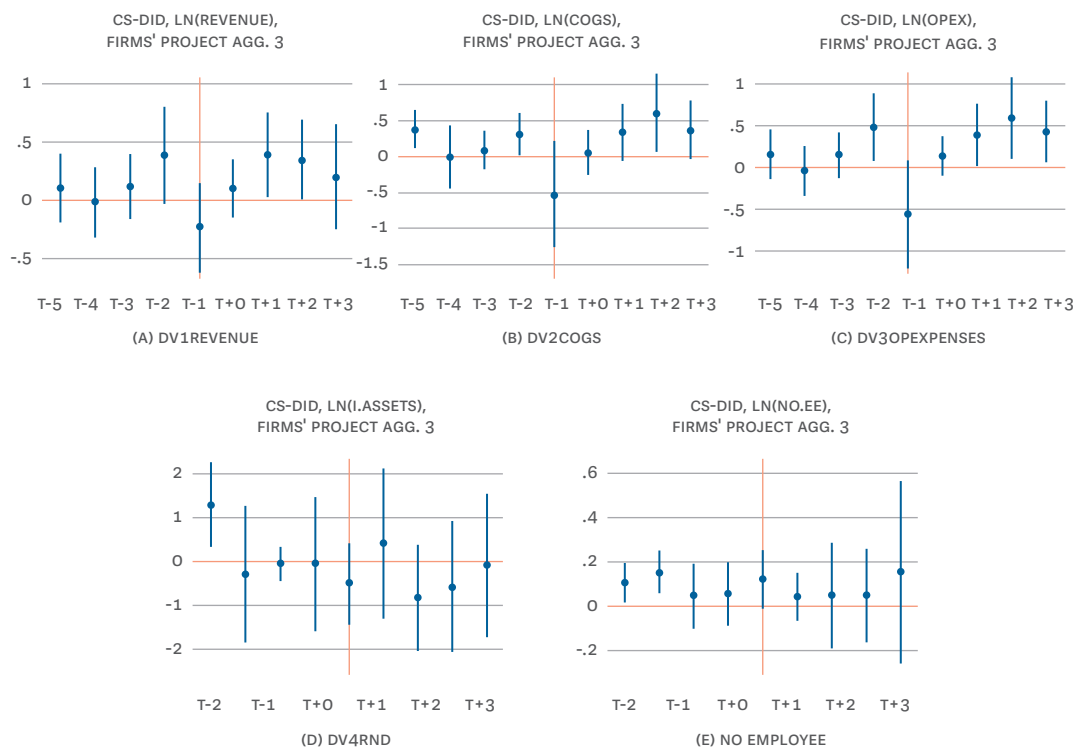 CS-DID, LN(REVENUE),
FIRMS' PROJECT AGG. 3
1
.5
0
-.5
T-5 T-4 T-3 T-2 T-1 T+0 T+1 T+2 T+3
(A) DV1REVENUE
CS-DID, LN(COGS),
FIRMS' PROJECT AGG. 3
1
.5
0
-.5
-1
-1.5
T-5 T-4 T-3 T-2 T-1 T+0 T+1 T+2 T+3
(B) DV2COGS
CS-DID, LN(OPEX),
FIRMS' PROJECT AGG. 3
1
.5
0
-.5
-1
T-5 T-4 T-3 T-2 T-1 T+0 T+1 T+2 T+3
(C) DV3OPEXPENSES
CS-DID, LN(I.ASSETS),
FIRMS' PROJECT AGG. 3
2
1
0
-1
-2
T-2 T-1 T+0 T+1 T+2 T+3
(D) DV4RND
CS-DID, LN(NO.EE),
FIRMS' PROJECT AGG. 3
.6
.4
.2
0
-.2
T-2 T-1 T+0 T+1 T+2 T+3
(E) NO EMPLOYEE